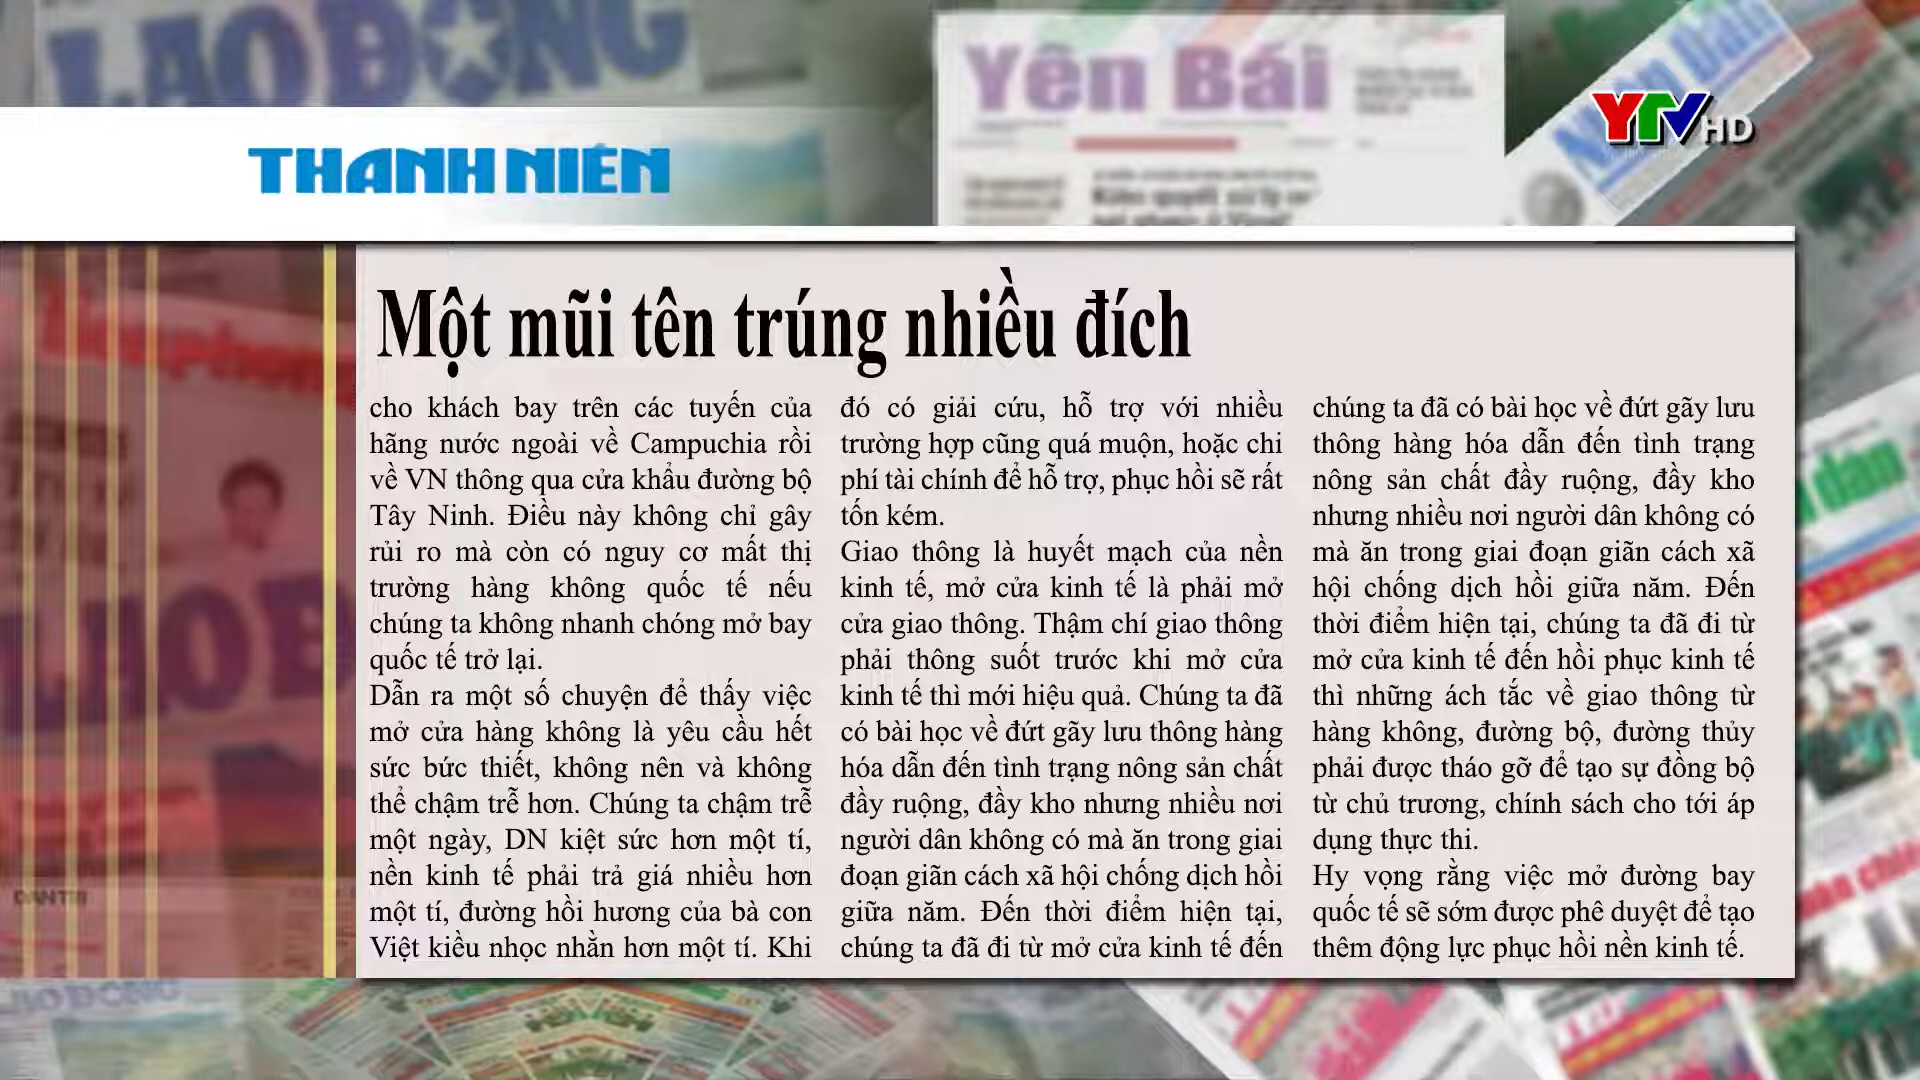 LAO ĐỘNG
Yên Bái
Nhân Dân
YTV HD
THANH NIÊN
Một mũi tên trúng nhiều đích
cho khách bay trên các tuyến của
hãng nước ngoài về Campuchia rồi
về VN thông qua cửa khẩu đường bộ
Tây Ninh. Điều này không chỉ gây
rủi ro mà còn có nguy cơ mất thị
trường hàng không quốc tế nếu
chúng ta không nhanh chóng mở bay
quốc tế trở lại.
Dẫn ra một số chuyện để thấy việc
mở cửa hàng không là yêu cầu hết
sức bức thiết, không nên và không
thể chậm trễ hơn. Chúng ta chậm trễ
một ngày, DN kiệt sức hơn một tí,
nền kinh tế phải trả giá nhiều hơn
một tí, đường hồi hương của bà con
Việt kiều nhọc nhằn hơn một tí. Khi
đó có giải cứu, hỗ trợ với nhiều
trường hợp cũng quá muộn, hoặc chi
phí tài chính để hỗ trợ, phục hồi sẽ rất
tốn kém.
Giao thông là huyết mạch của nền
kinh tế, mở cửa kinh tế là phải mở
cửa giao thông. Thậm chí giao thông
phải thông suốt trước khi mở cửa
kinh tế thì mới hiệu quả. Chúng ta đã
có bài học về đứt gãy lưu thông hàng
hóa dẫn đến tình trạng nông sản chất
đầy ruộng, đầy kho nhưng nhiều nơi
người dân không có mà ăn trong giai
đoạn giãn cách xã hội chống dịch hồi
giữa năm. Đến thời điểm hiện tại,
chúng ta đã đi từ mở cửa kinh tế đến
chúng ta đã có bài học về đứt gãy lưu
thông hàng hóa dẫn đến tình trạng
nông sản chất đầy ruộng, đầy kho
nhưng nhiều nơi người dân không có
mà ăn trong giai đoạn giãn cách xã
hội chống dịch hồi giữa năm. Đến
thời điểm hiện tại, chúng ta đã đi từ
mở cửa kinh tế đến hồi phục kinh tế
thì những ách tắc về giao thông từ
hàng không, đường bộ, đường thủy
phải được tháo gỡ để tạo sự đồng bộ
từ chủ trương, chính sách cho tới áp
dụng thực thi.
Hy vọng rằng việc mở đường bay
quốc tế sẽ sớm được phê duyệt để tạo
thêm động lực phục hồi nền kinh tế.